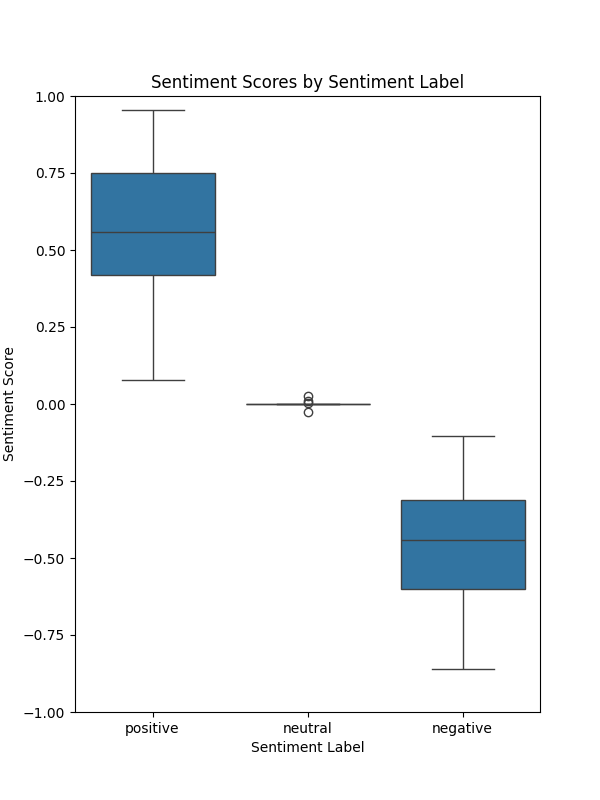 Sentiment Scores by Sentiment Label
1.00
0.75
0.50
0.25
0.00
−0.25
−0.50
−0.75
−1.00
Sentiment Score
positive
neutral
negative
Sentiment Label